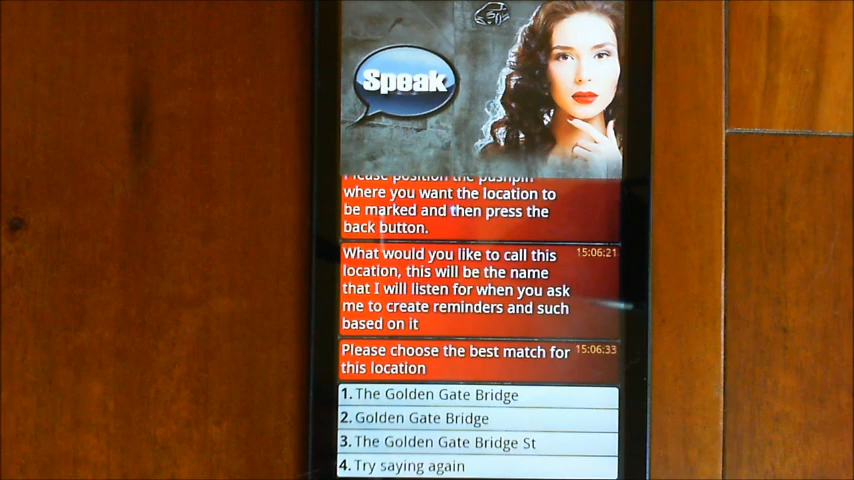 Speak
Please position the pushpin
where you want the location to
be marked and then press the
back button.
What would you like to call this
15:06:21
location, this will be the name
that I will listen for when you ask
me to create reminders and such
based on it
Please choose the best match for
15:06:33
this location
1. The Golden Gate Bridge
2. Golden Gate Bridge
3. The Golden Gate Bridge St
4. Try saying again